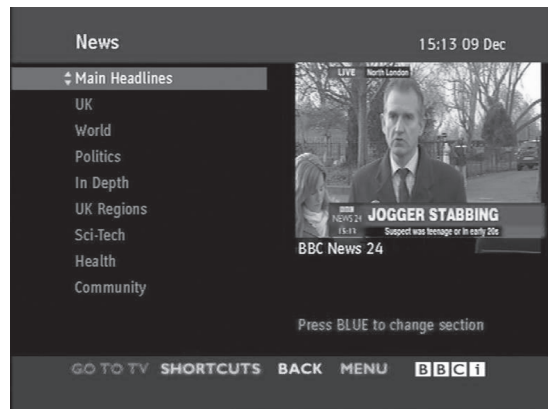 News
15:13 09 Dec
Main Headlines
UK
World
Politics
In Depth
UK Regions
Sci-Tech
Health
Community
LIVE North London
BBC
NEWS 24
15:13
JOGGER STABBING
Suspect was teenage or in early 20s
BBC News 24
Press BLUE to change section
GO TO TV SHORTCUTS BACK MENU BBCi